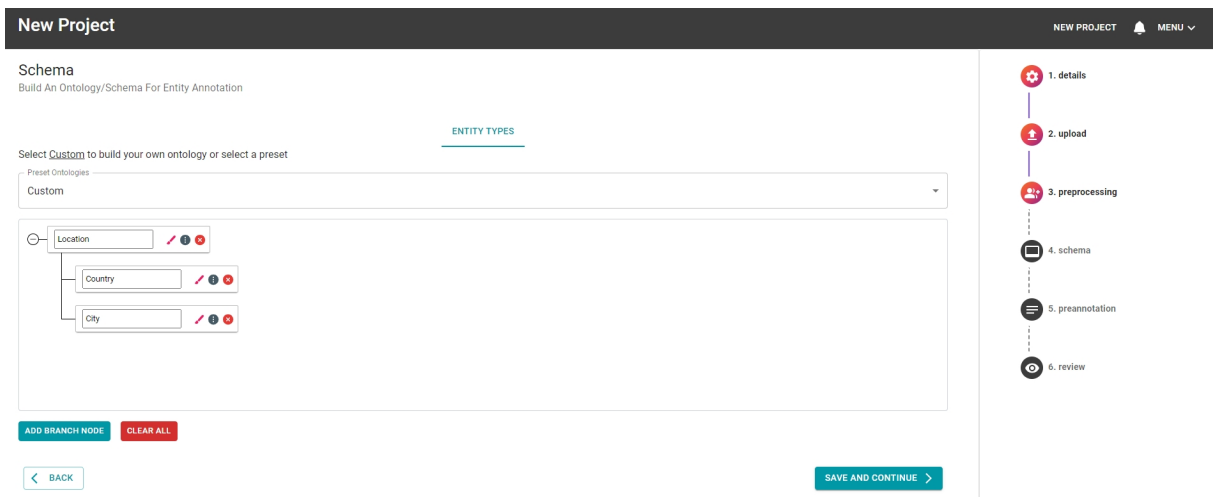 New Project
NEW PROJECT
MENU
Schema
Build An Ontology/Schema For Entity Annotation
ENTITY TYPES
Select Custom to build your own ontology or select a preset
Preset Ontologies
Custom
Location
Country
City
ADD BRANCH NODE
CLEAR ALL
BACK
SAVE AND CONTINUE
1. details
2. upload
3. preprocessing
4. schema
5. preannotation
6. review